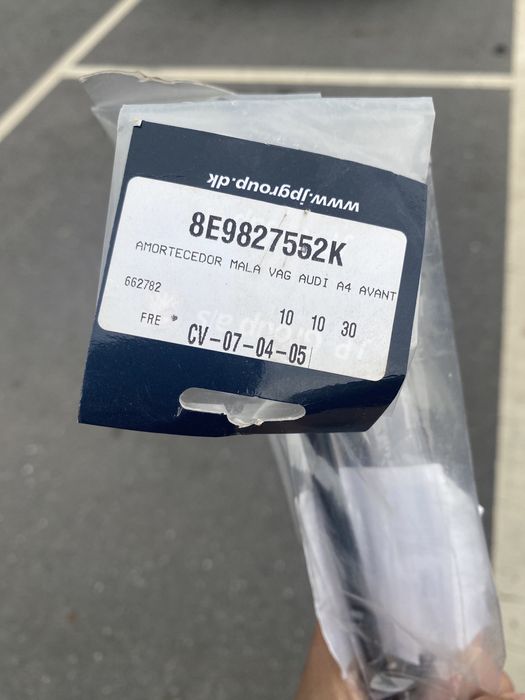 www.jpgroup.dk
8E9827552K
AMORTECEDOR MALA VAG AUDI A4 AVANT
662782
10 10 30
FRE
CV-07-04-05